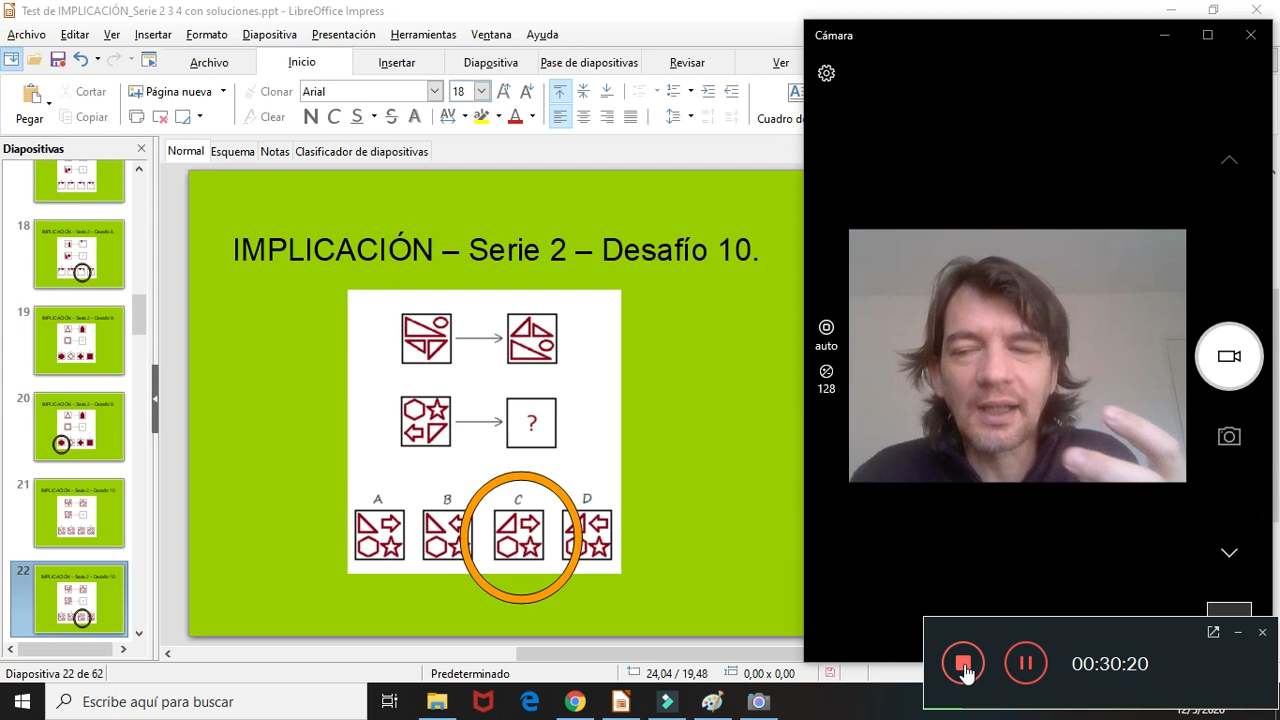 Test de IMPLICACIÓN_Serie 2 3 4 con soluciones.ppt - LibreOffice Impress
Archivo Editar Ver Insertar Formato Diapositiva Presentación Herramientas Ventana Ayuda
Archivo Inicio Insertar Diapositiva Pase de diapositivas Revisar Ver
Pegar
Cortar
Copiar
Página nueva
Clonar
Clear
Arial
18
N C S S A
Cuadro de
Diapositivas
Normal Esquema Notas Clasificador de diapositivas
18
19
20
21
22
IMPLICACIÓN – Serie 2 – Desafío 10.
?
A B C D
Cámara
auto
128
00:30:20
Diapositiva 22 de 62
Predeterminado
24,04 / 19,48
0,00 x 0,00
Escribe aquí para buscar